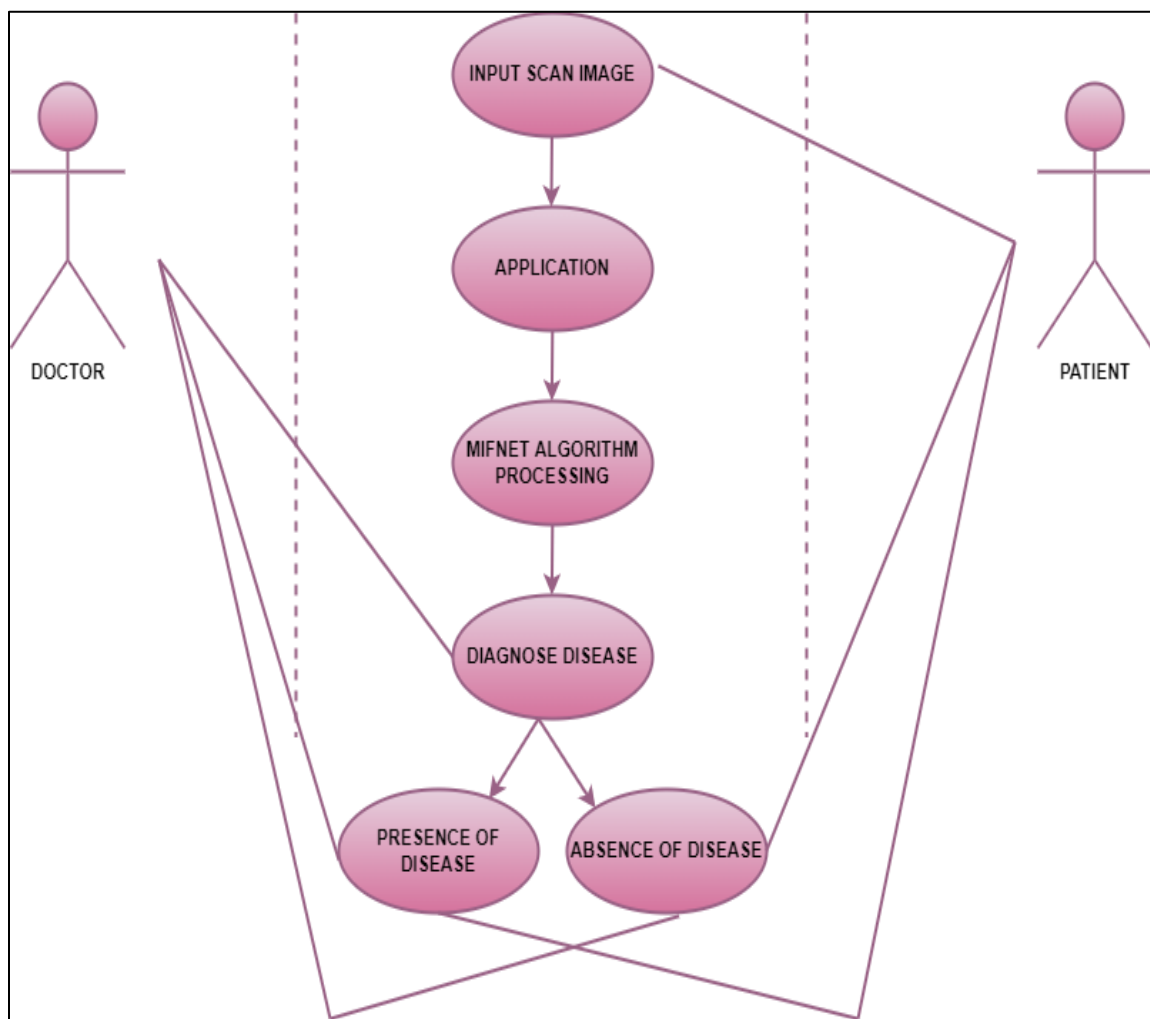 INPUT SCAN IMAGE
APPLICATION
DOCTOR
PATIENT
MIFNET ALGORITHM
PROCESSING
DIAGNOSE DISEASE
PRESENCE OF
DISEASE
ABSENCE OF DISEASE